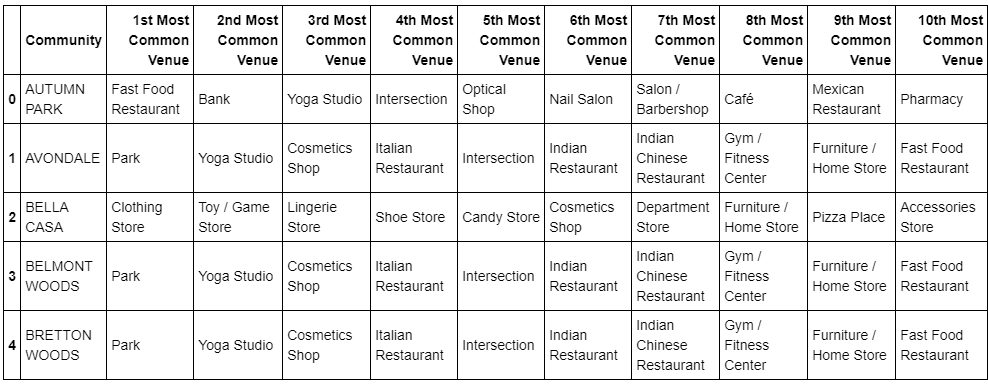 Community 1st Most Common Venue 2nd Most Common Venue 3rd Most Common Venue 4th Most Common Venue 5th Most Common Venue 6th Most Common Venue 7th Most Common Venue 8th Most Common Venue 9th Most Common Venue 10th Most Common Venue
0 AUTUMN PARK Fast Food Restaurant Bank Yoga Studio Intersection Optical Shop Nail Salon Salon / Barbershop Café Mexican Restaurant Pharmacy
1 AVONDALE Park Yoga Studio Cosmetics Shop Italian Restaurant Intersection Indian Restaurant Indian Chinese Restaurant Gym / Fitness Center Furniture / Home Store Fast Food Restaurant
2 BELLA CASA Clothing Store Toy / Game Store Lingerie Store Shoe Store Candy Store Cosmetics Shop Department Store Furniture / Home Store Pizza Place Accessories Store
3 BELMONT WOODS Park Yoga Studio Cosmetics Shop Italian Restaurant Intersection Indian Restaurant Indian Chinese Restaurant Gym / Fitness Center Furniture / Home Store Fast Food Restaurant
4 BRETTON WOODS Park Yoga Studio Cosmetics Shop Italian Restaurant Intersection Indian Restaurant Indian Chinese Restaurant Gym / Fitness Center Furniture / Home Store Fast Food Restaurant